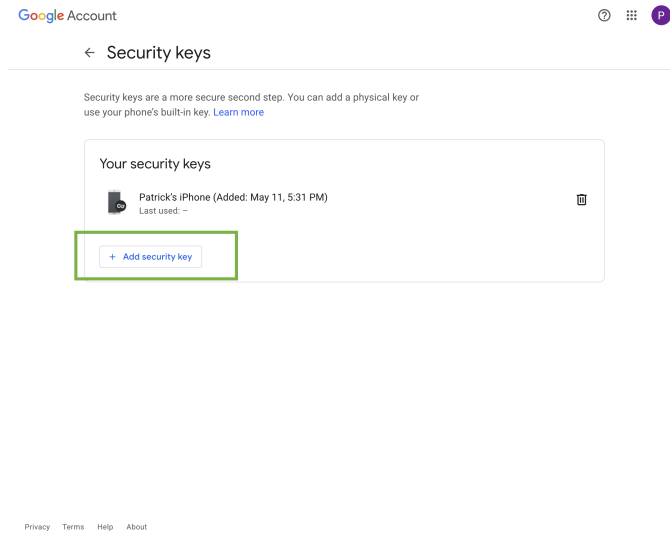 Google Account
P
Security keys
Security keys are a more secure second step. You can add a physical key or
use your phone's built-in key. Learn more
Your security keys
Patrick's iPhone (Added: May 11, 5:31 PM)
Last used: –
+ Add security key
Privacy Terms Help About